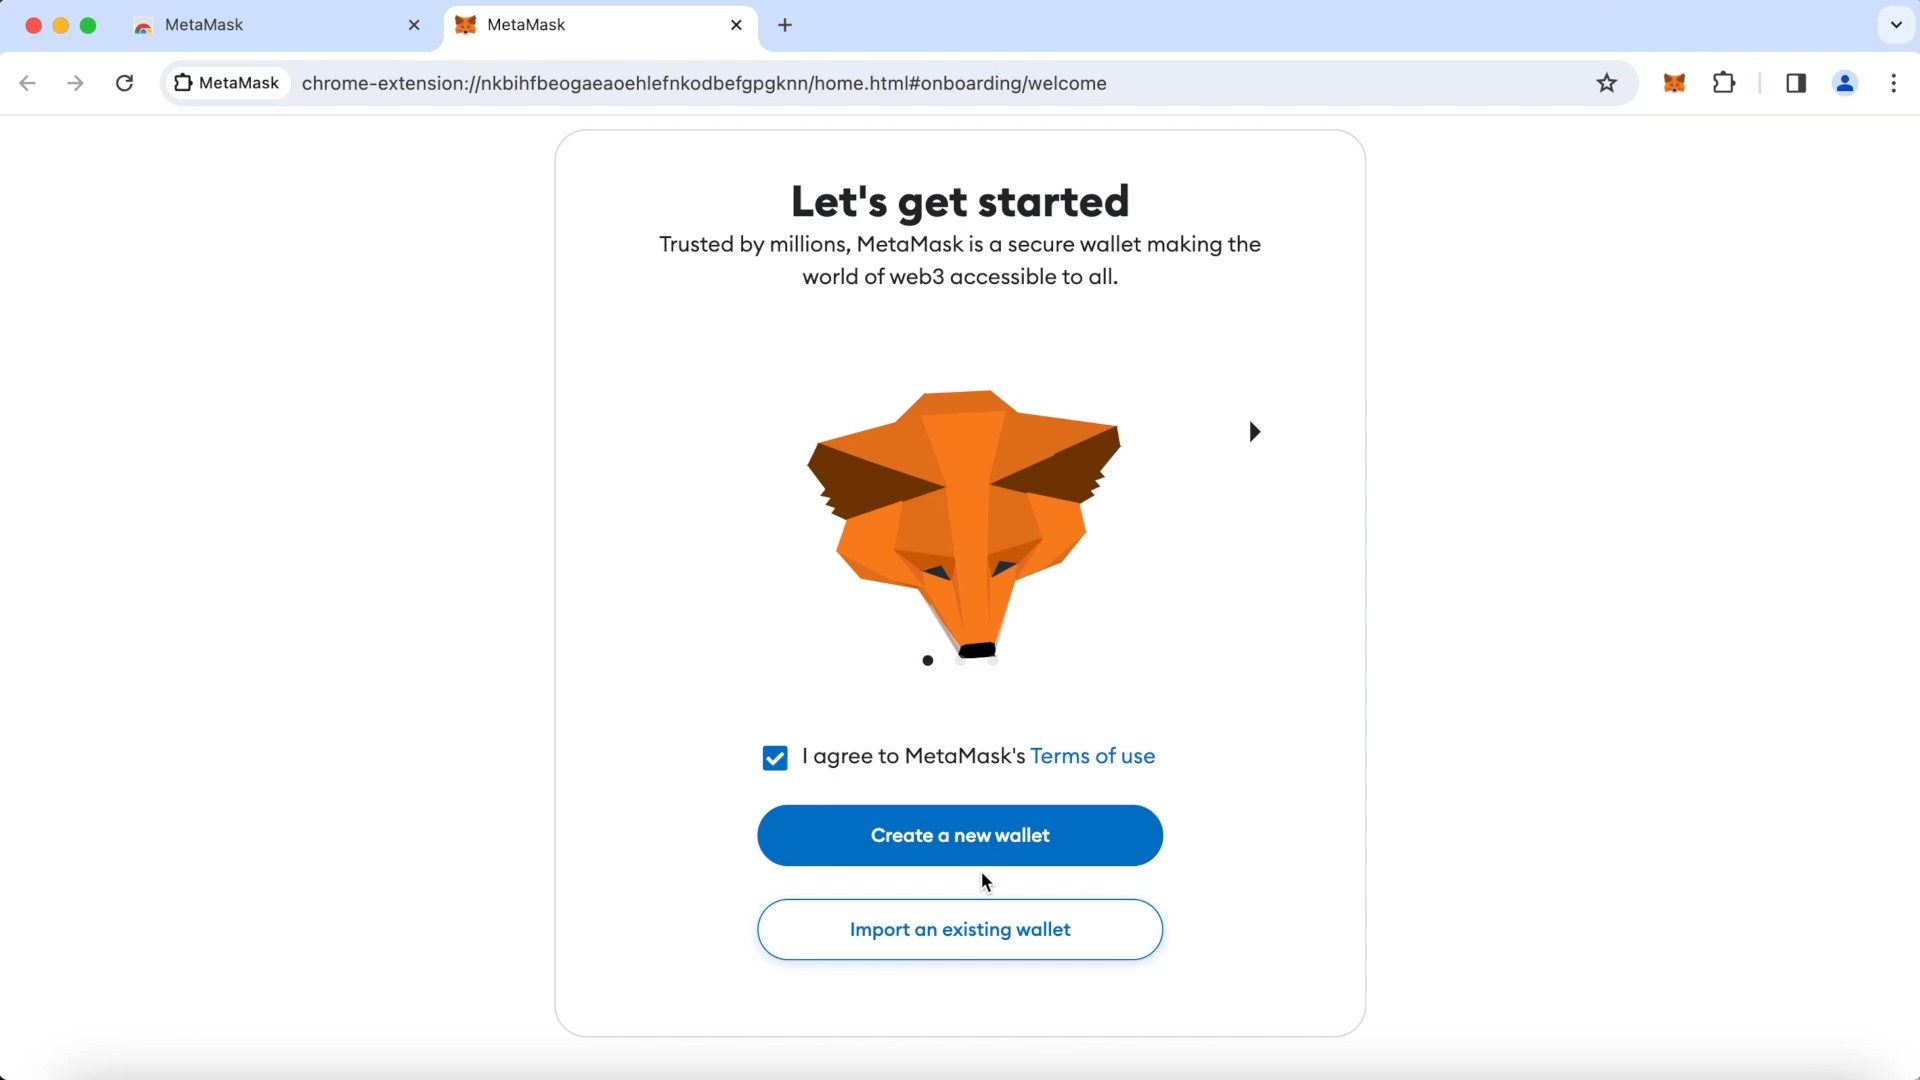 MetaMask
MetaMask
MetaMask
chrome-extension://nkbihfbeogaeaoehlefnkodbefgpgknn/home.html#onboarding/welcome
Let's get started
Trusted by millions, MetaMask is a secure wallet making the
world of web3 accessible to all.
I agree to MetaMask's Terms of use
Create a new wallet
Import an existing wallet